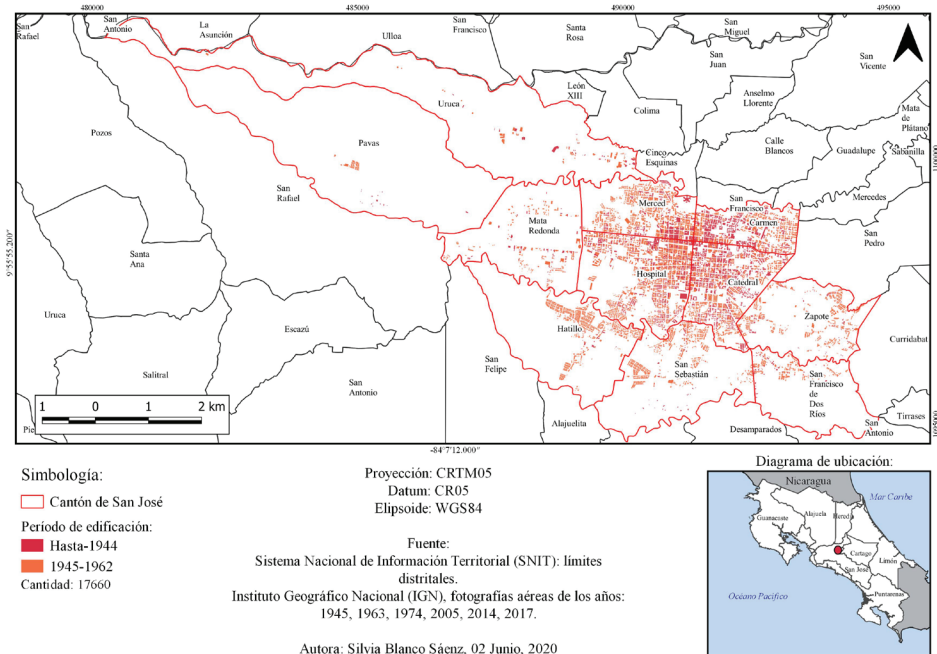 480000
485000
490000
495000
San
Rafael
San
Antonio
La
Asunción
Ulloa
San
Francisco
Santa
Rosa
San
Miguel
San
Juan
San
Vicente
León
XIII
Anselmo
Llorente
Uruca
Colima
Mata
de
Plátano
Pozos
Pavas
Calle
Blancos
Guadalupe
Sabanilla
Cinco
Esquinas
San
Rafael
Merced
San
Francisco
Mercedes
Carmen
Mata
Redonda
San
Pedro
9°55'55.200"
Santa
Ana
Hospital
Catedral
Uruca
Escazú
Hatillo
Zapote
Curridabat
San
Felipe
San
Sebastián
Salitral
San
Antonio
San
Francisco
de
Dos
Ríos
1 0 1 2 km
Pie
Alajuelita
Desamparados
San
Antonio
Tirrases
1100000
1095000
-84°7'12.000"
Simbología:
Cantón de San José
Período de edificación:
Hasta-1944
1945-1962
Cantidad: 17660
Proyección: CRTM05
Datum: CR05
Elipsoide: WGS84
Fuente:
Sistema Nacional de Información Territorial (SNIT): límites
distritales.
Instituto Geográfico Nacional (IGN), fotografías aéreas de los años:
1945, 1963, 1974, 2005, 2014, 2017.
Autora: Silvia Blanco Sáenz, 02 Junio, 2020
Diagrama de ubicación:
Nicaragua
Mar Caribe
Alajuela
Heredia
Guanacaste
Cartago
Limón
San José
Puntarenas
Océano Pacífico